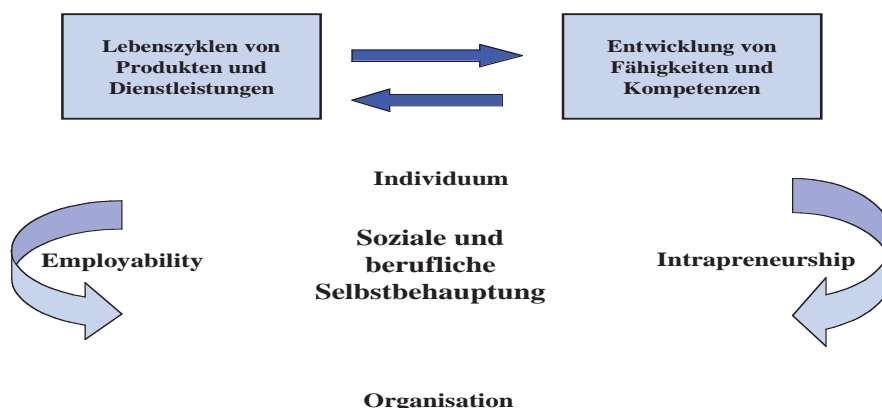 Lebenszyklen von
Produkten und
Dienstleistungen
Entwicklung von
Fähigkeiten und
Kompetenzen
Individuum
Soziale und
berufliche
Selbstbehauptung
Employability
Intrapreneurship
Organisation